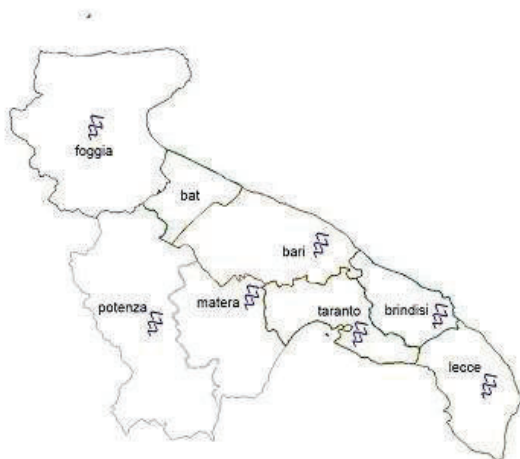 foggia
bat
bari
potenza
matera
taranto
brindisi
lecce